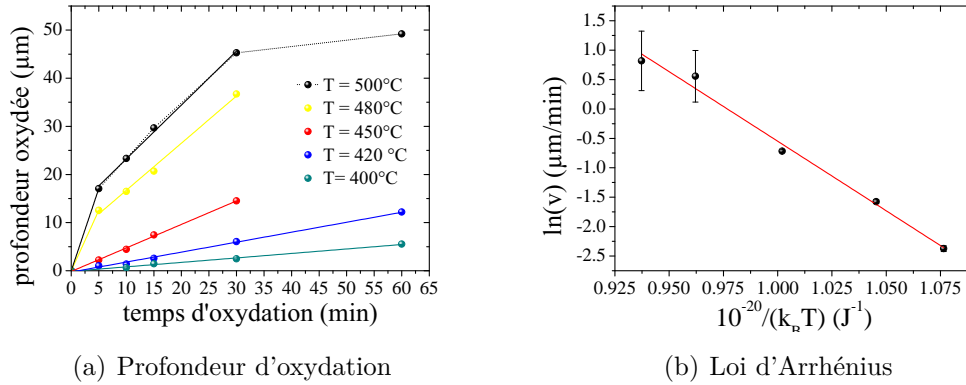 profondeur oxydée (μm)
50
40
30
20
10
0
T = 500°C
T = 480°C
T = 450°C
T = 420 °C
T= 400°C
0 5 10 15 20 25 30 35 40 45 50 55 60 65
temps d'oxydation (min)
(a) Profondeur d'oxydation
ln(v) (μm/min)
1.5
1.0
0.5
0.0
-0.5
-1.0
-1.5
-2.0
-2.5
0.925 0.950 0.975 1.000 1.025 1.050 1.075
10⁻²⁰/(k_BT) (J⁻¹)
(b) Loi d'Arrhénius